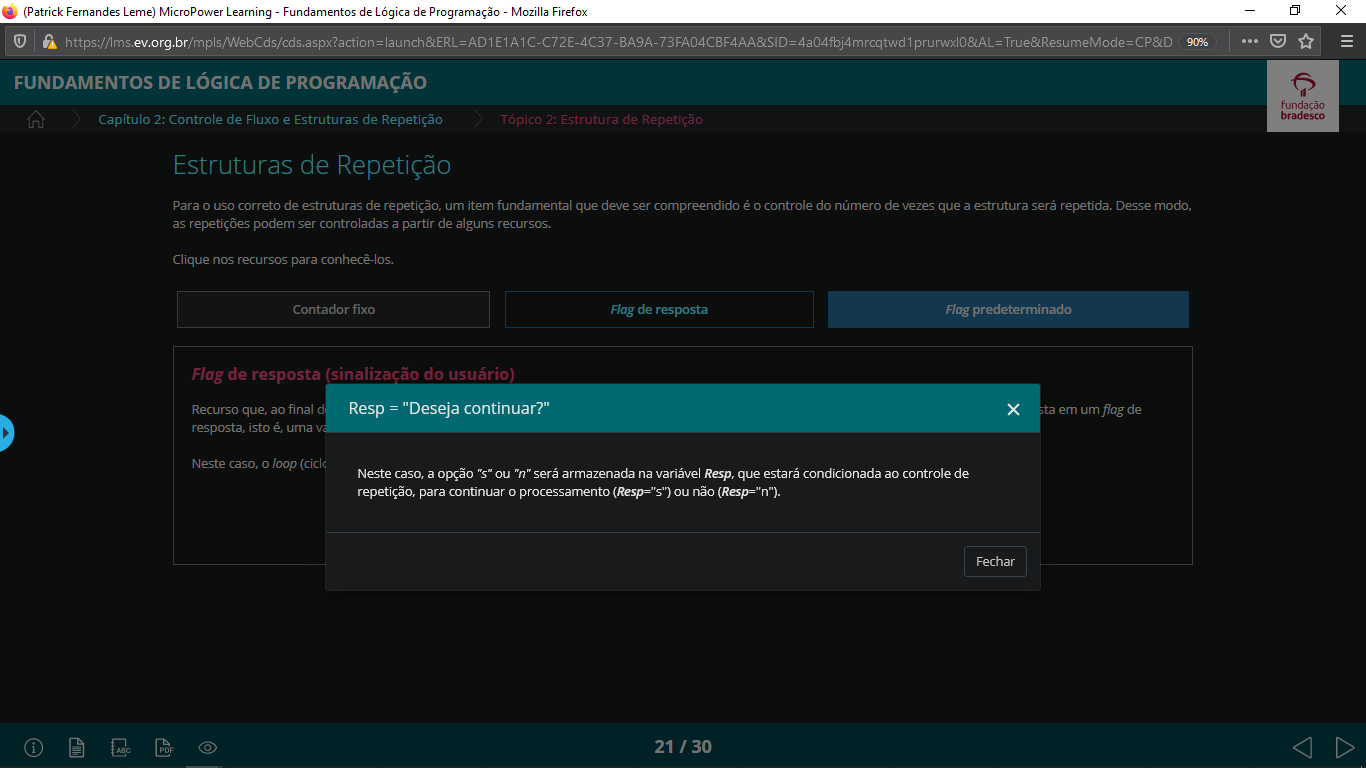 (Patrick Fernandes Leme) MicroPower Learning - Fundamentos de Lógica de Programação - Mozilla Firefox
https://lms.ev.org.br/mpls/WebCds/cds.aspx?action=launch&ERL=AD1E1A1C-C72E-4C37-BA9A-73FA04CBF4AA&SID=4a04fbj4mrcqtwd1prurwxl0&AL=True&ResumeMode=CP&D 90%
FUNDAMENTOS DE LÓGICA DE PROGRAMAÇÃO
fundação
bradesco
Capítulo 2: Controle de Fluxo e Estruturas de Repetição Tópico 2: Estrutura de Repetição
Estruturas de Repetição
Para o uso correto de estruturas de repetição, um item fundamental que deve ser compreendido é o controle do número de vezes que a estrutura será repetida. Desse modo,
as repetições podem ser controladas a partir de alguns recursos.
Clique nos recursos para conhecê-los.
Contador fixo Flag de resposta Flag predeterminado
Flag de resposta (sinalização do usuário)
Recurso que, ao final d sta em um flag de
resposta, isto é, uma va
Neste caso, o loop (ciclo
Resp = "Deseja continuar?"
Neste caso, a opção "s" ou "n" será armazenada na variável Resp, que estará condicionada ao controle de
repetição, para continuar o processamento (Resp="s") ou não (Resp="n").
Fechar
ABC PDF 21 / 30